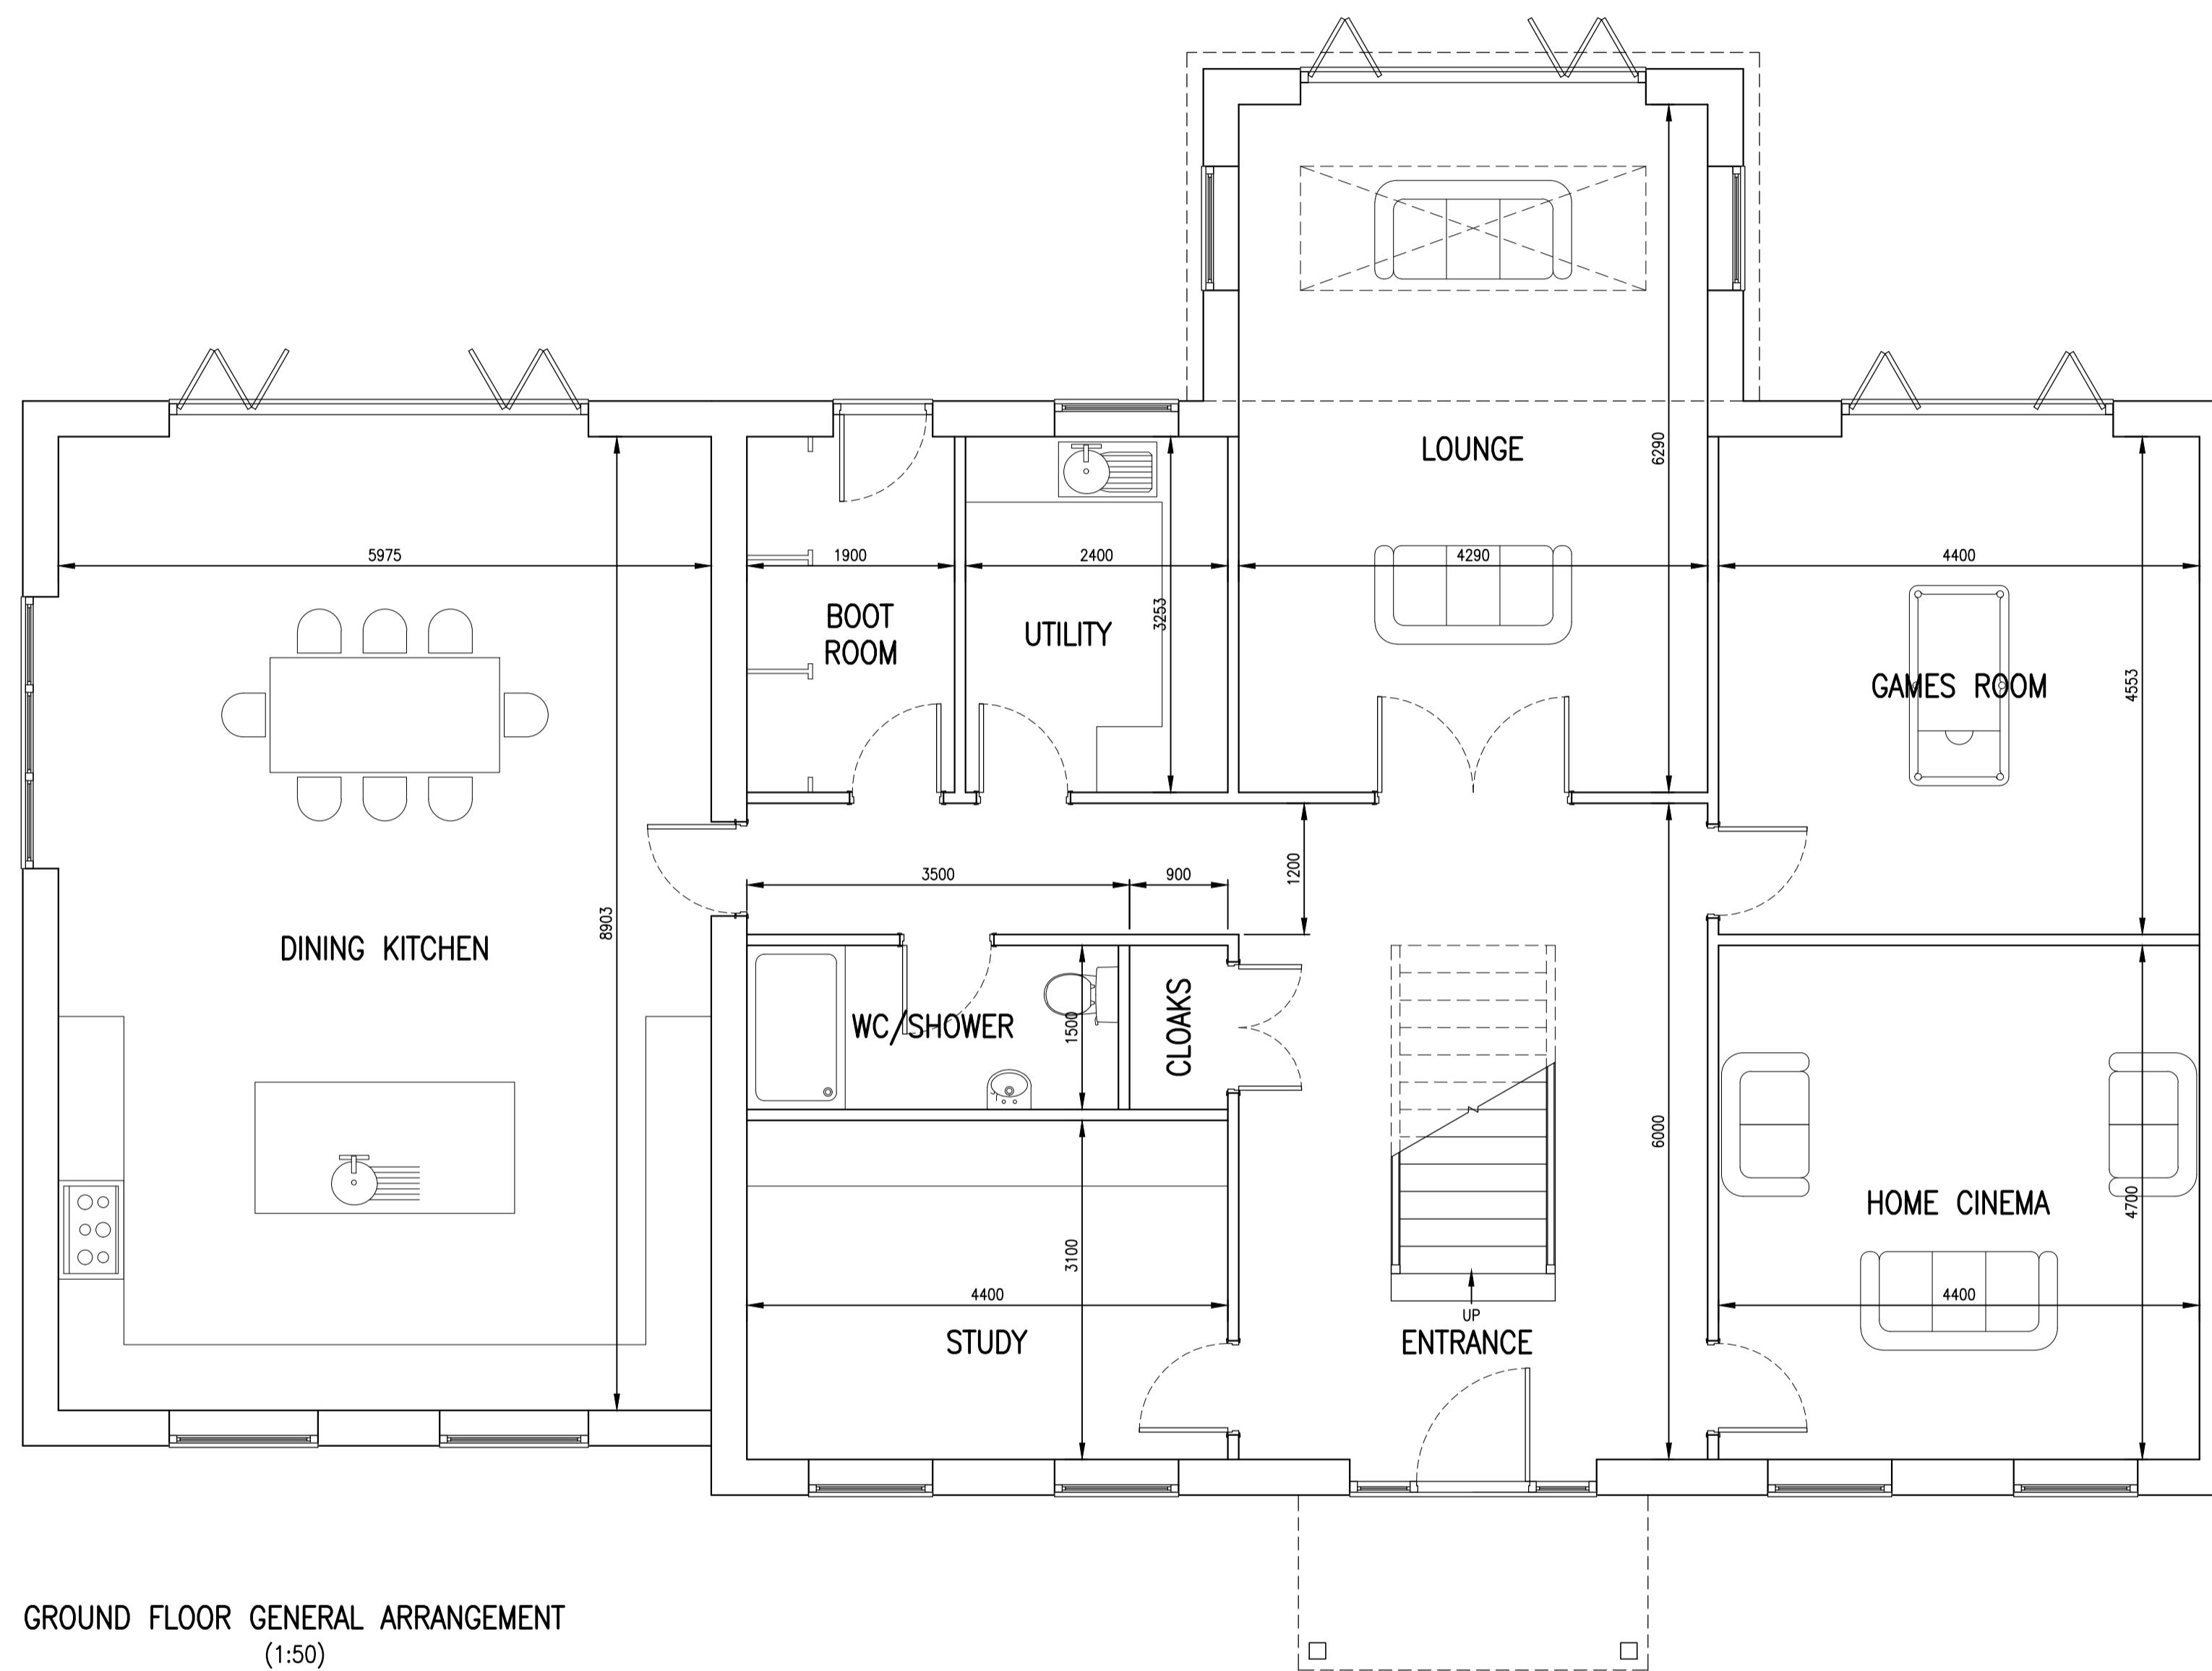 LOUNGE
6290
5975
1900
2400
4290
4400
BOOT
ROOM
UTILITY
3253
GAMES ROOM
4553
3500
900
1200
8903
DINING KITCHEN
WC/SHOWER
1500
CLOAKS
6000
HOME CINEMA
4700
3100
4400
UP
4400
STUDY
ENTRANCE
GROUND FLOOR GENERAL ARRANGEMENT
(1:50)